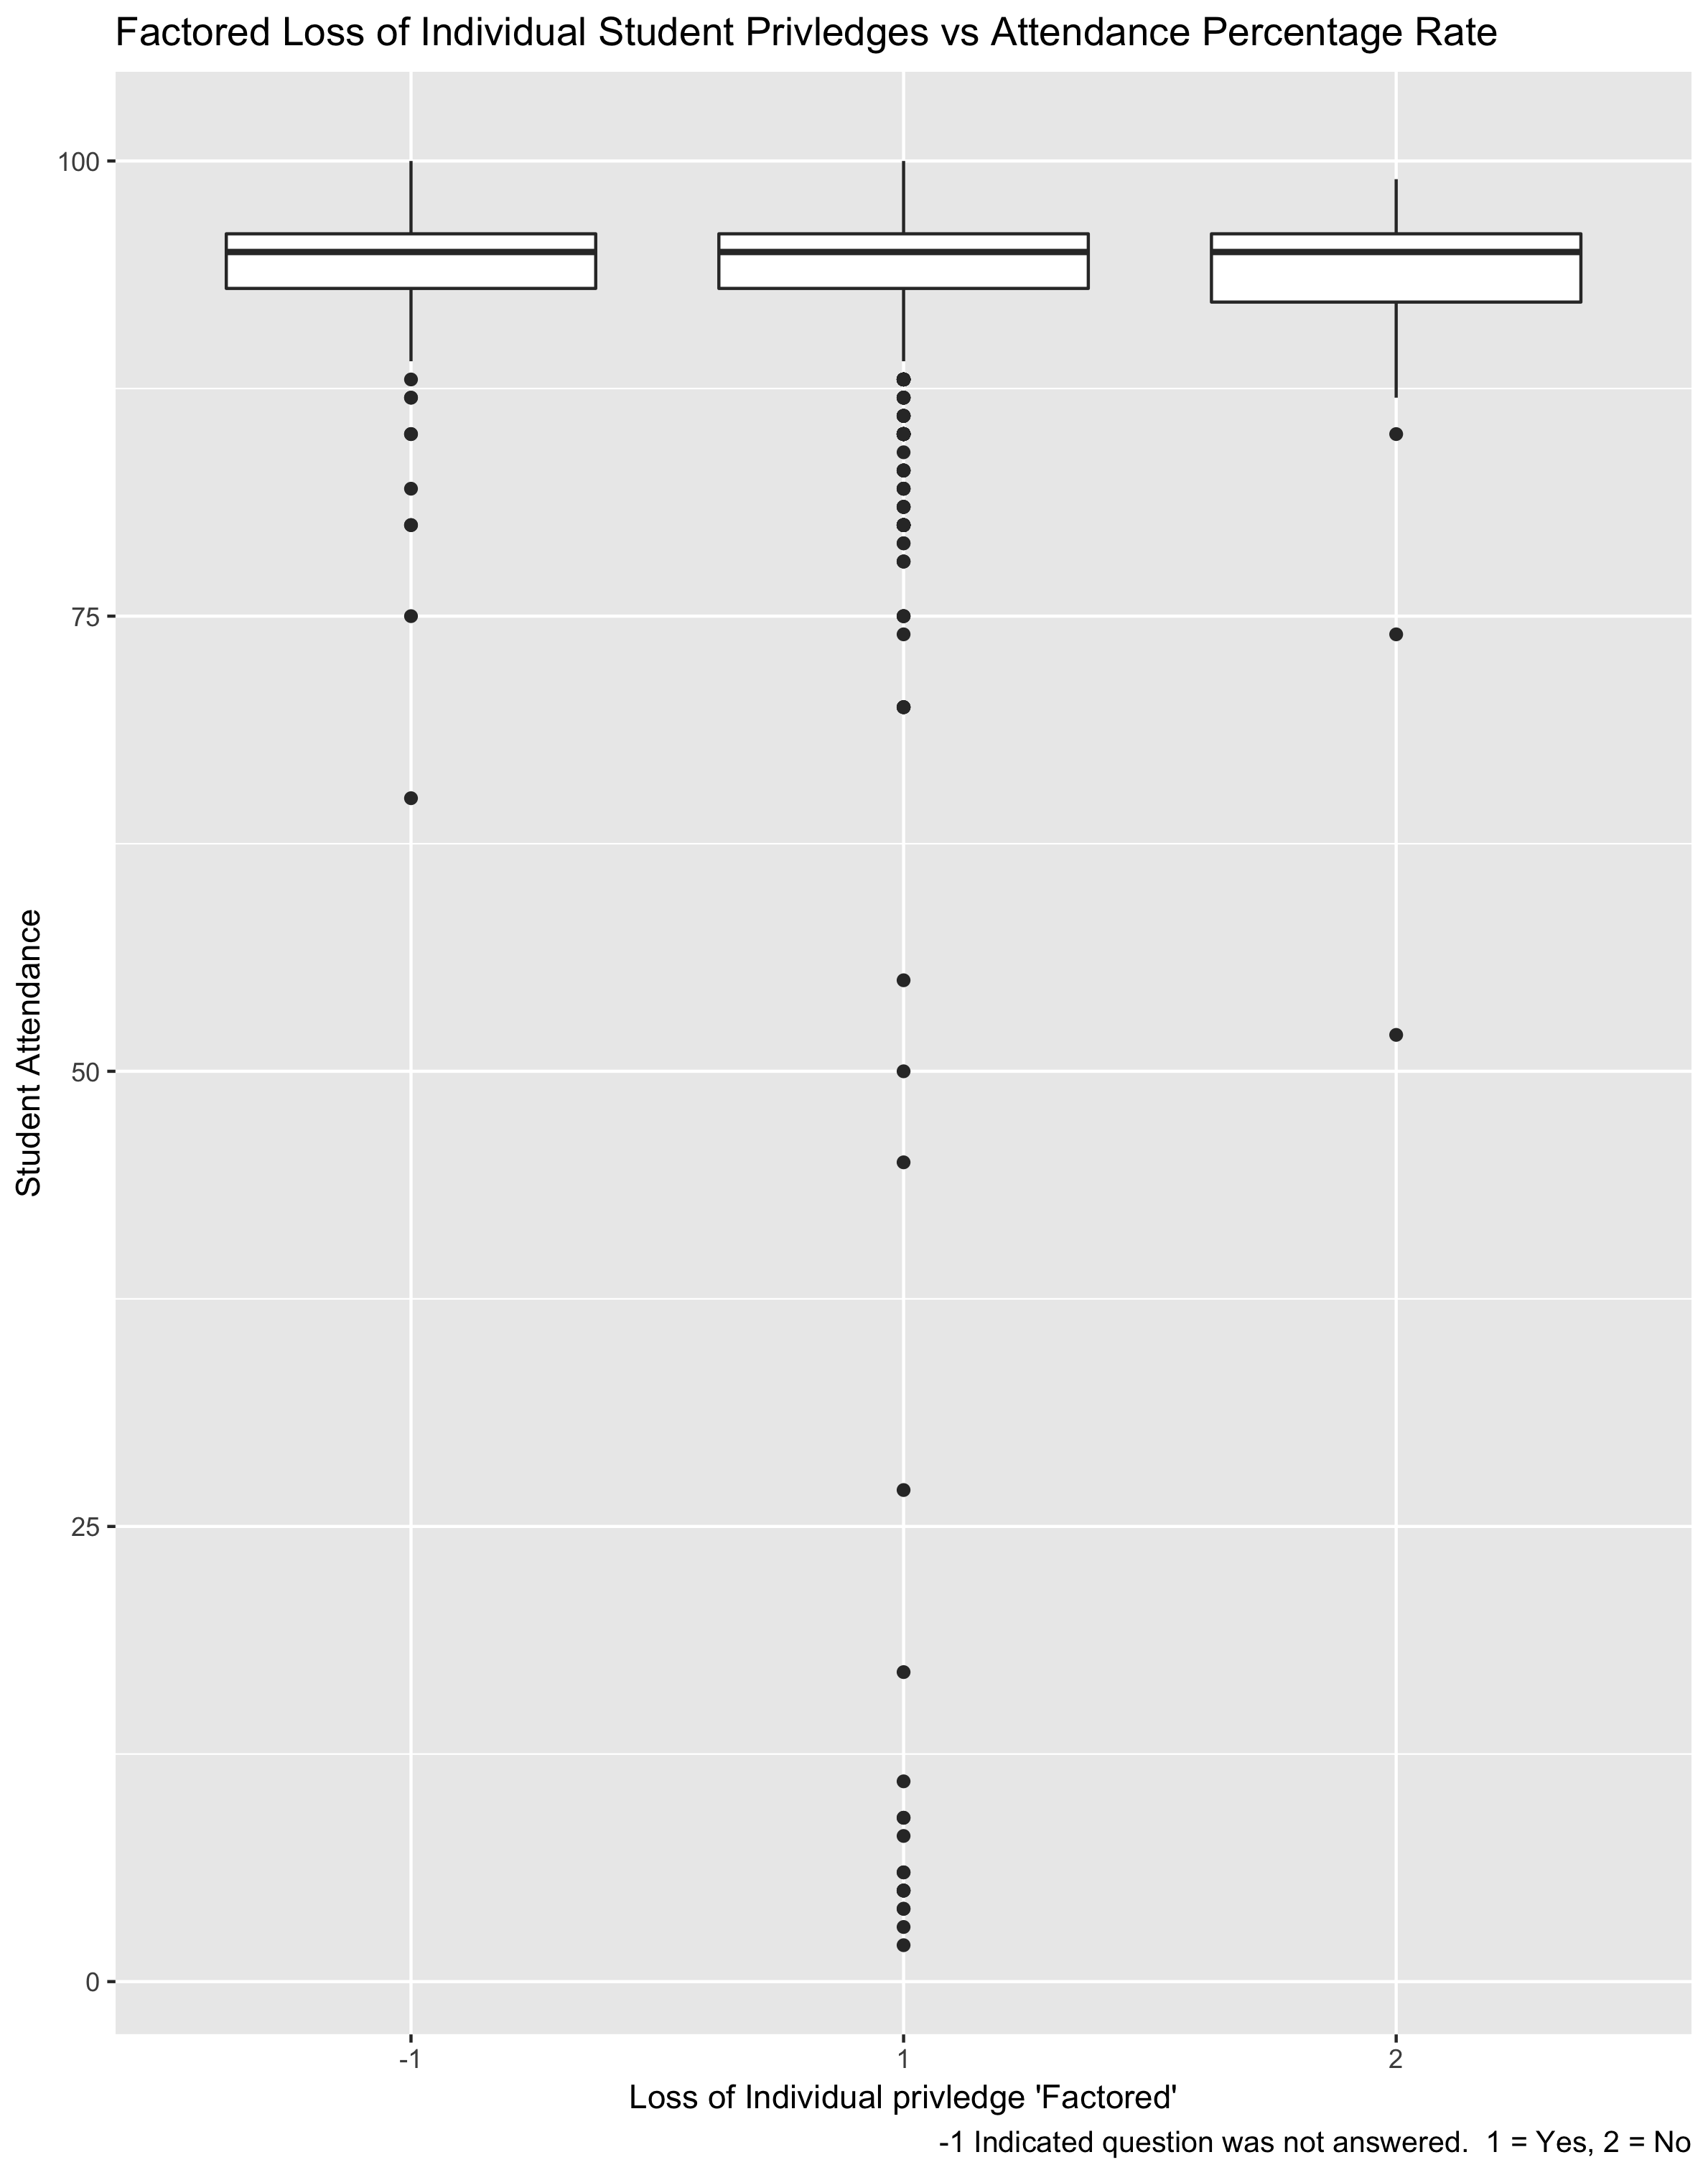 Factored Loss of Individual Student Privledges vs Attendance Percentage Rate
100
75
50
25
0
Student Attendance
-1 1 2
Loss of Individual privledge 'Factored'
-1 Indicated question was not answered.  1 = Yes, 2 = No